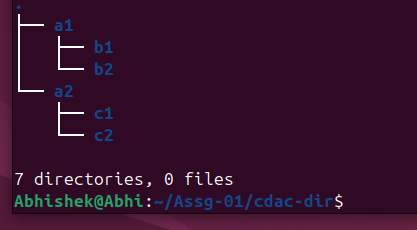 .
├── a1
│   ├── b1
│   └── b2
└── a2
    ├── c1
    └── c2
7 directories, 0 files
Abhishek@Abhi:~/Assg-01/cdac-dir$